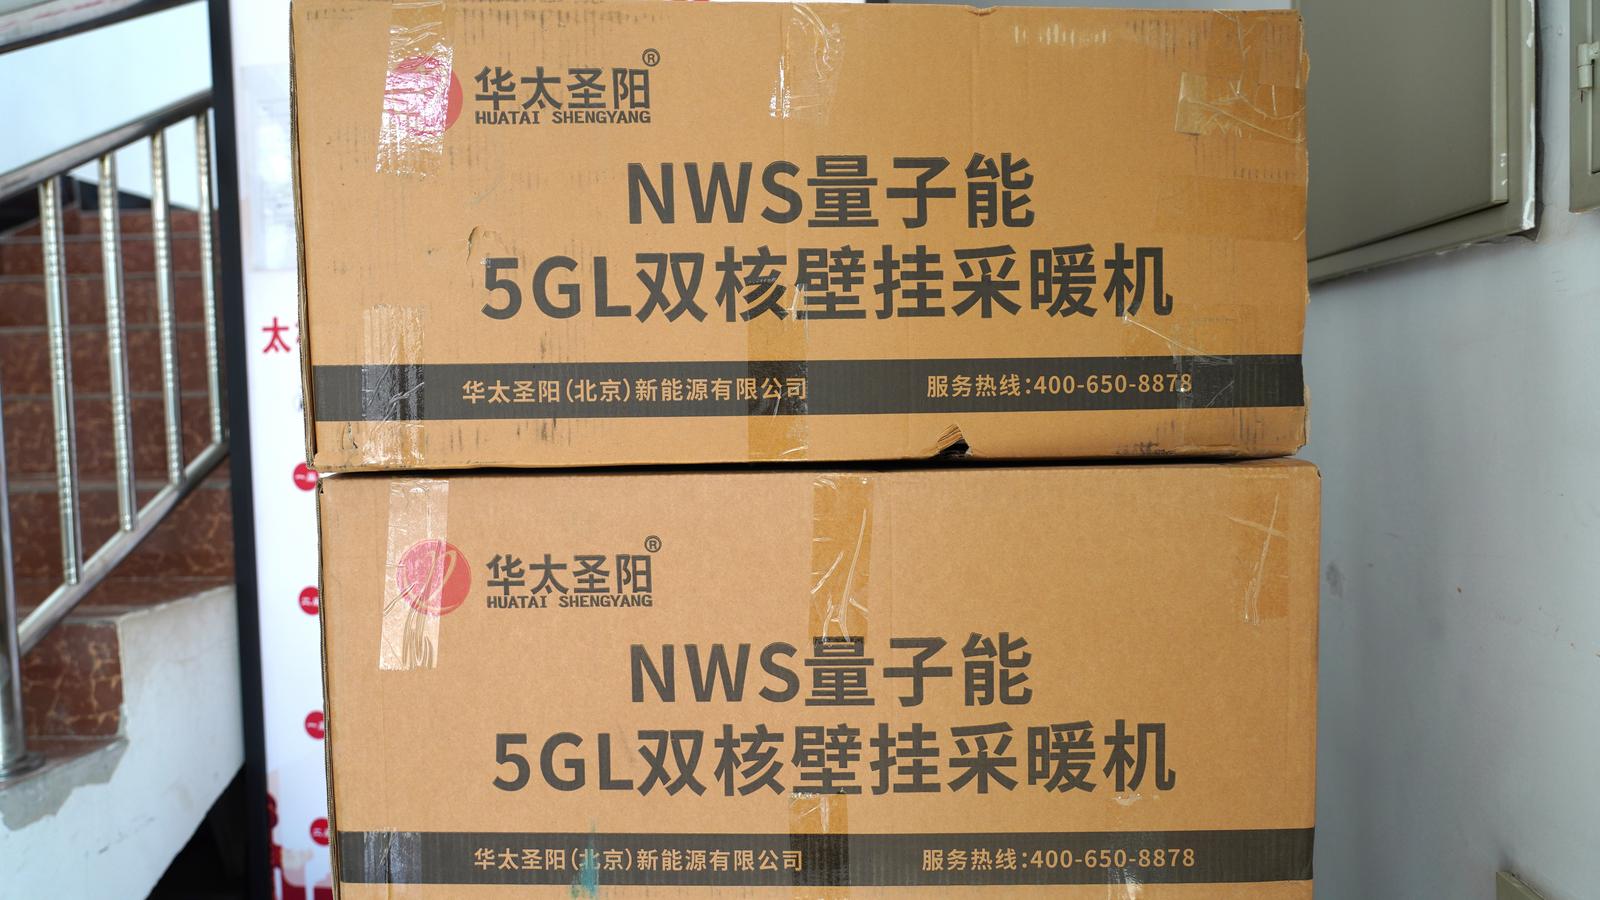 华太圣阳®
HUATAI SHENGYANG
NWS量子能
5GL双核壁挂采暖机
华太圣阳(北京)新能源有限公司 服务热线:400-650-8878
太
华太圣阳®
HUATAI SHENGYANG
NWS量子能
5GL双核壁挂采暖机
华太圣阳(北京)新能源有限公司 服务热线:400-650-8878